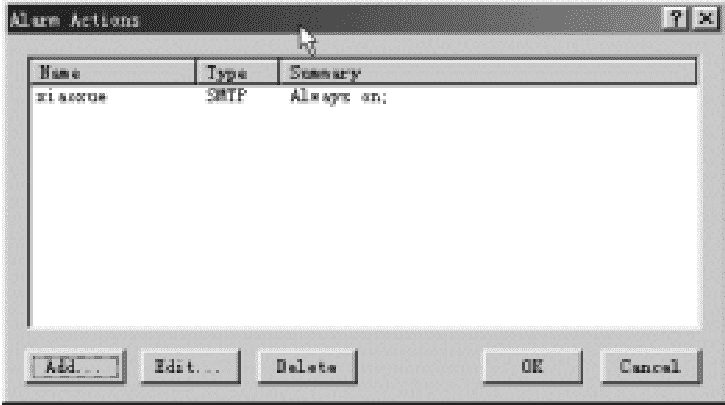 Alarm Actions
Name Type Summary
xiaoxue SMTP Always on;
Add... Edit... Delete OK Cancel